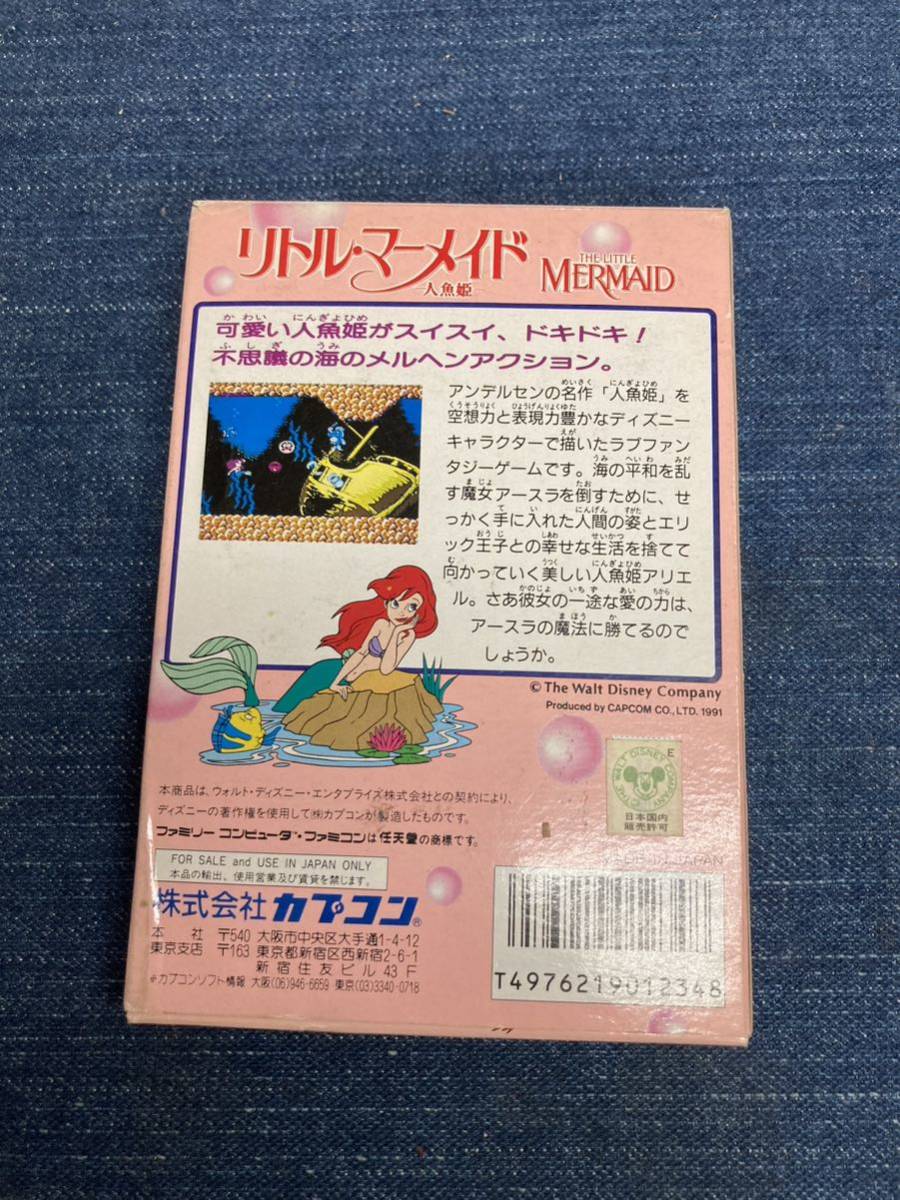 リトル・マーメイド
人魚姫
THE LITTLE
MERMAID
可愛い人魚姫がスイスイ、ドキドキ!
不思議の海のメルヘンアクション。
アンデルセンの名作「人魚姫」を
空想力と表現力豊かなディズニー
キャラクターで描いたラブファン
タジーゲームです。海の平和を乱
す魔女アースラを倒すために、せ
っかく手に入れた人間の姿とエリ
ック王子との幸せな生活を捨てて
向かっていく美しい人魚姫アリエ
ル。さあ彼女の一途な愛の力は、
アースラの魔法に勝てるので
しょうか。
© The Walt Disney Company
Produced by CAPCOM CO., LTD. 1991
E
WALT DISNEY
日本国内
販売許可
本商品は、ウォルト・ディズニー・エンタプライズ株式会社との契約により、
ディズニーの著作権を使用して㈱カプコンが製造したものです。
ファミリーコンピュータ・ファミコンは任天堂の商標です。
FOR SALE and USE IN JAPAN ONLY
本品の輸出、使用営業及び賃貸を禁じます。
株式会社カプコン®
本社 〒540 大阪市中央区大手通1-4-12
東京支店 〒163 東京都新宿区西新宿2-6-1
新宿住友ビル 43 F
カプコンソフト情報 大阪(06)946-6659 東京(03)3340-0718
IN JAPAN
T4976219012348